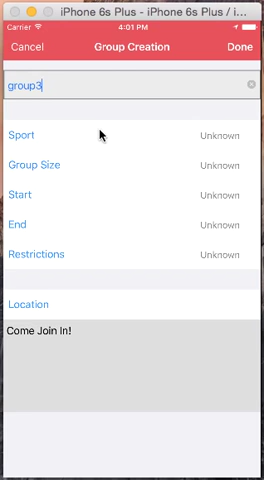 iPhone 6s Plus - iPhone 6s Plus / i...
Carrier 4:01 PM
Cancel Group Creation Done
group3
Sport Unknown
Group Size Unknown
Start Unknown
End Unknown
Restrictions Unknown
Location
Come Join In!